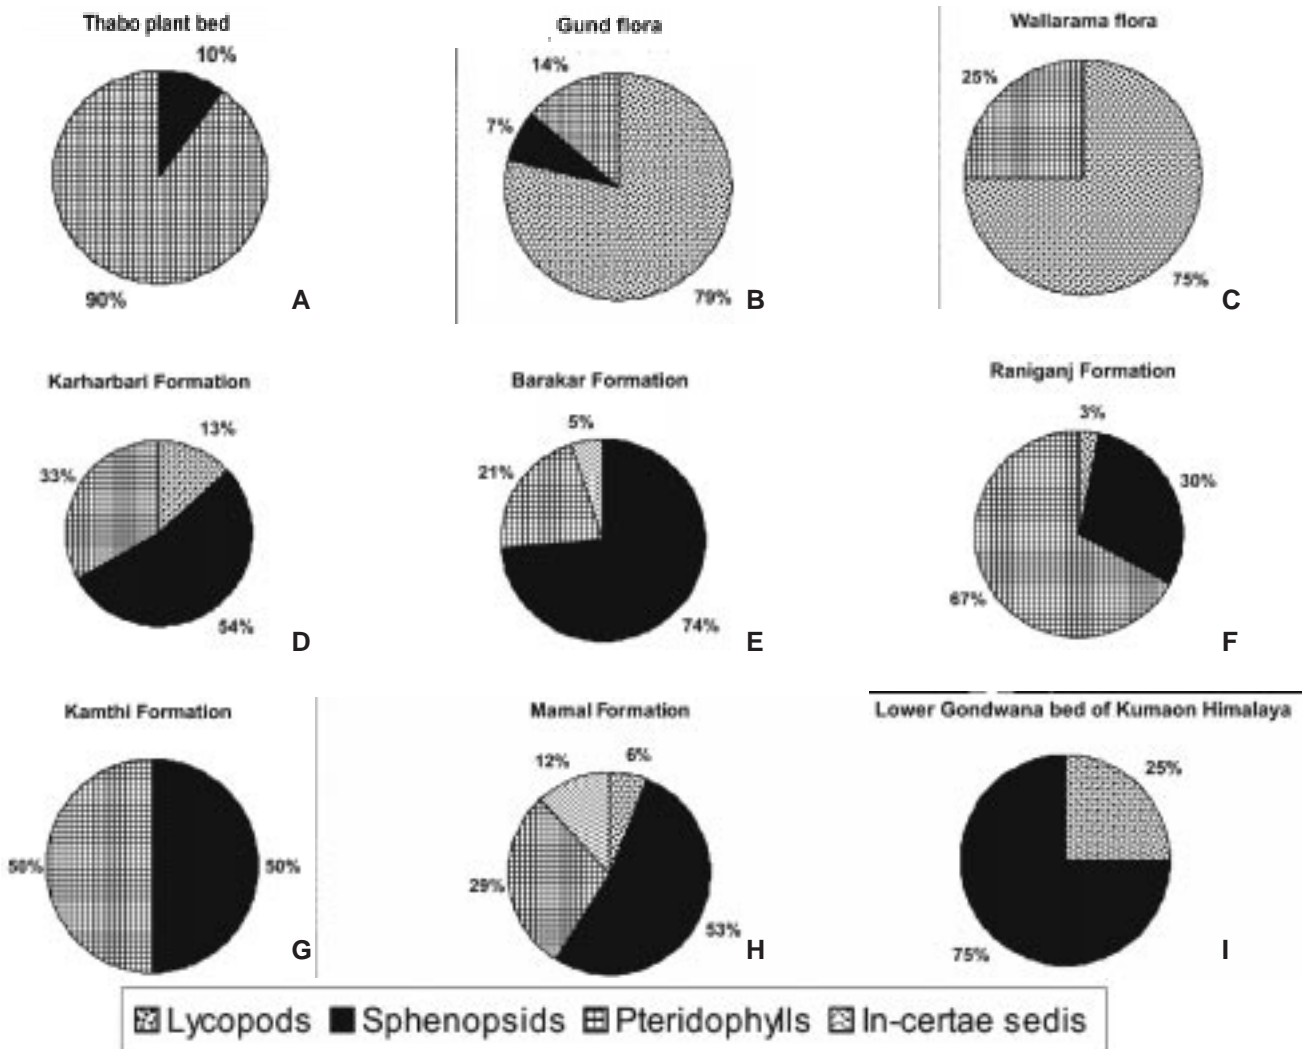 Thabo plant bed
10%
90%
A
Gund flora
14%
7%
79%
B
Wallarama flora
25%
75%
C
Karharbari Formation
13%
33%
54%
D
Barakar Formation
5%
21%
74%
E
Raniganj Formation
3%
30%
67%
F
Kamthi Formation
50%
50%
G
Mamal Formation
12%
6%
29%
53%
H
Lower Gondwana bed of Kumaon Himalaya
25%
75%
I
Lycopods Sphenopsids Pteridophylls In-certae sedis